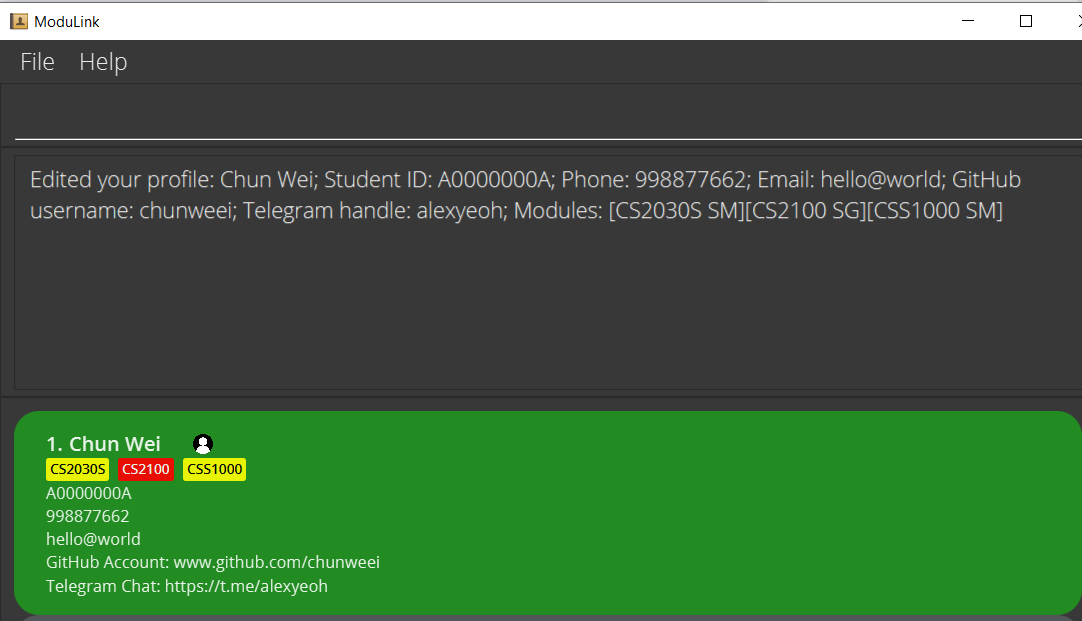 ModuLink
File Help
Edited your profile: Chun Wei; Student ID: A0000000A; Phone: 998877662; Email: hello@world; GitHub
username: chunweei; Telegram handle: alexyeoh; Modules: [CS2030S SM][CS2100 SG][CSS1000 SM]
1. Chun Wei
CS2030S CS2100 CSS1000
A0000000A
998877662
hello@world
GitHub Account: www.github.com/chunweei
Telegram Chat: https://t.me/alexyeoh